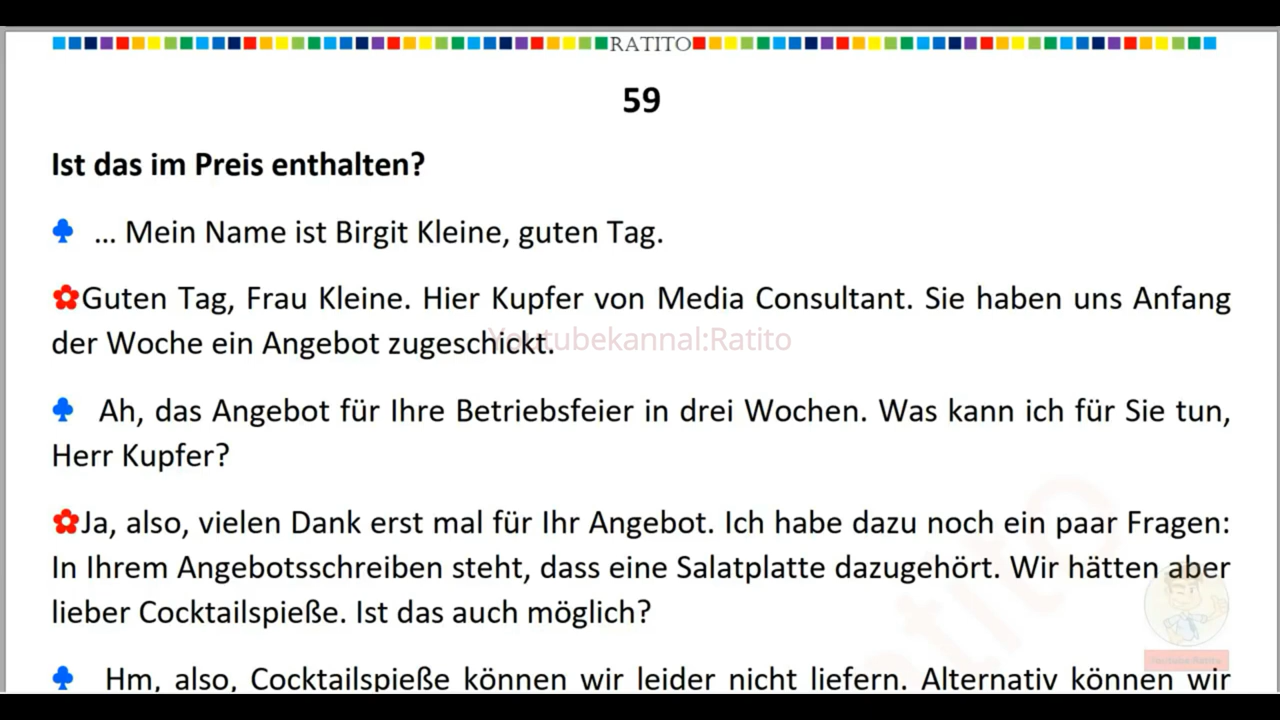 RATITO
59
Ist das im Preis enthalten?
... Mein Name ist Birgit Kleine, guten Tag.
Guten Tag, Frau Kleine. Hier Kupfer von Media Consultant. Sie haben uns Anfang
der Woche ein Angebot zugeschickt.
Youtubekannal:Ratito
Ah, das Angebot für Ihre Betriebsfeier in drei Wochen. Was kann ich für Sie tun,
Herr Kupfer?
Ja, also, vielen Dank erst mal für Ihr Angebot. Ich habe dazu noch ein paar Fragen:
In Ihrem Angebotsschreiben steht, dass eine Salatplatte dazugehört. Wir hätten aber
lieber Cocktailspieße. Ist das auch möglich?
Hm, also, Cocktailspieße können wir leider nicht liefern. Alternativ können wir